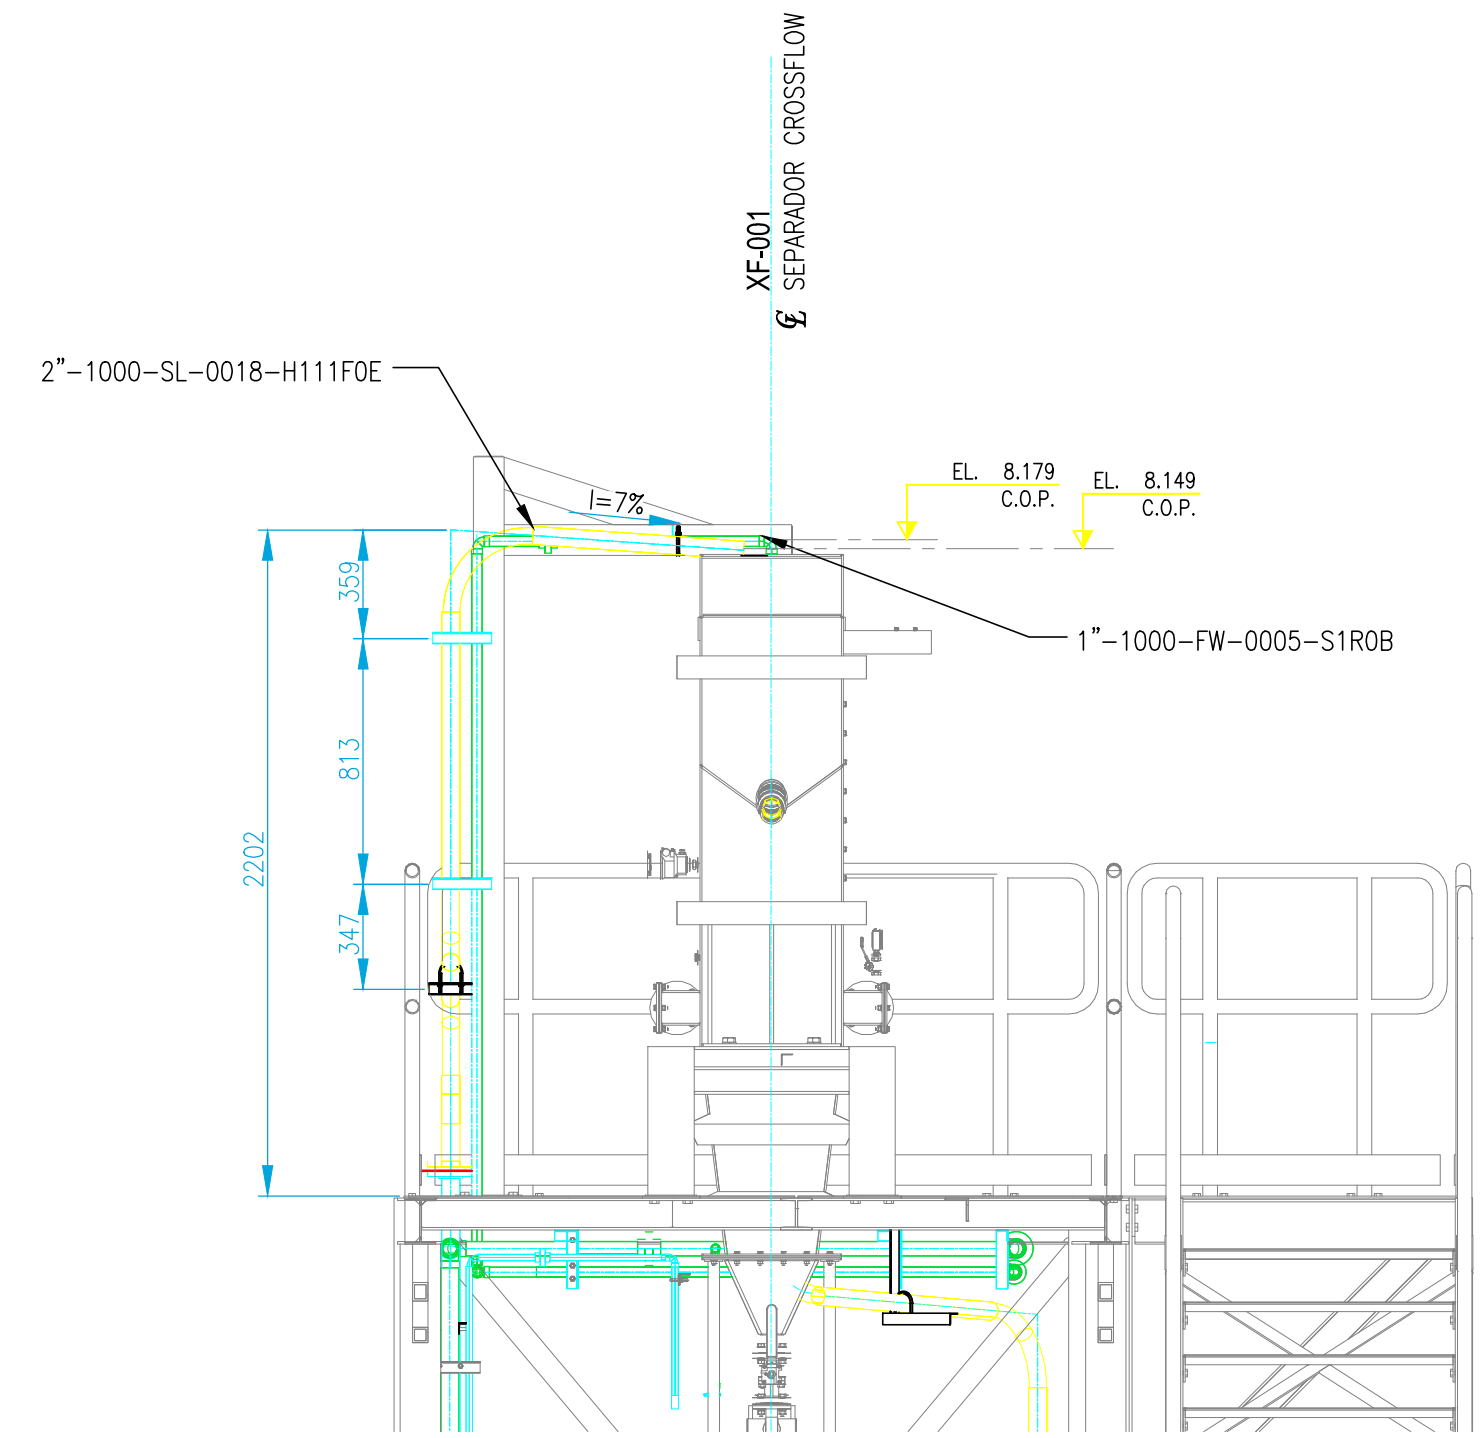 XF-001
℄ SEPARADOR CROSSFLOW
2"-1000-SL-0018-H111F0E
I=7%
EL. 8.179
C.O.P.
EL. 8.149
C.O.P.
1"-1000-FW-0005-S1R0B
359
813
2202
347